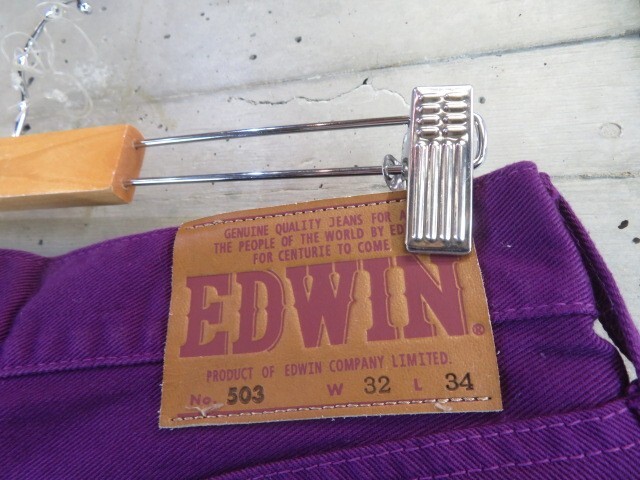 GENUINE QUALITY JEANS FOR A
THE PEOPLE OF THE WORLD BY ED
FOR CENTURIE TO COME
EDWIN®
PRODUCT OF EDWIN COMPANY LIMITED.
No. 503 W 32 L 34